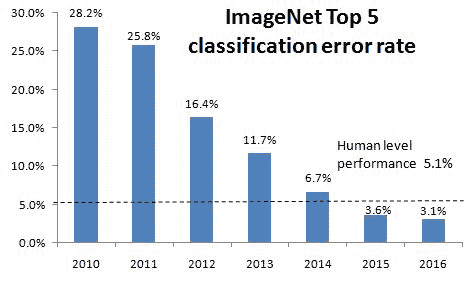 ImageNet Top 5
classification error rate
30.0%
25.0%
20.0%
15.0%
10.0%
5.0%
0.0%
28.2%
25.8%
16.4%
11.7%
6.7%
3.6%
3.1%
Human level
performance 5.1%
2010 2011 2012 2013 2014 2015 2016